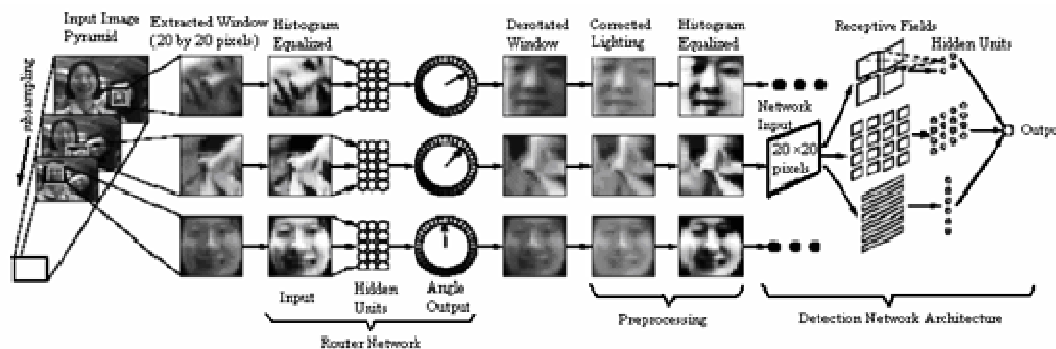 Input Image
Pyramid
Extracted Window
(20 by 20 pixels)
Histogram
Equalized
Derotated
Window
Corrected
Lighting
Histogram
Equalized
Receptive Fields
Hidden Units
subsampling
Network
Input
20 ×20
pixels
Output
Input
Hidden
Units
Angle
Output
Router Network
Preprocessing
Detection Network Architecture